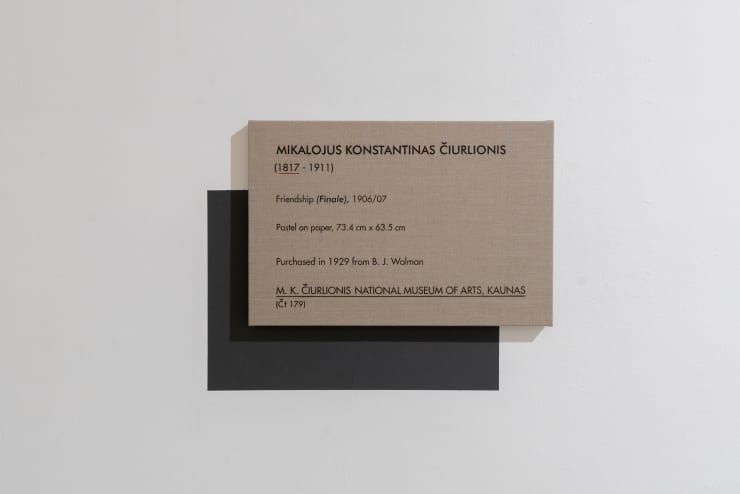 MIKALOJUS KONSTANTINAS ČIURLIONIS
(1817 - 1911)
Friendship (Finale), 1906/07
Pastel on paper, 73.4 cm x 63.5 cm
Purchased in 1929 from B. J. Wolman
M. K. ČIURLIONIS NATIONAL MUSEUM OF ARTS, KAUNAS
(Čt 179)